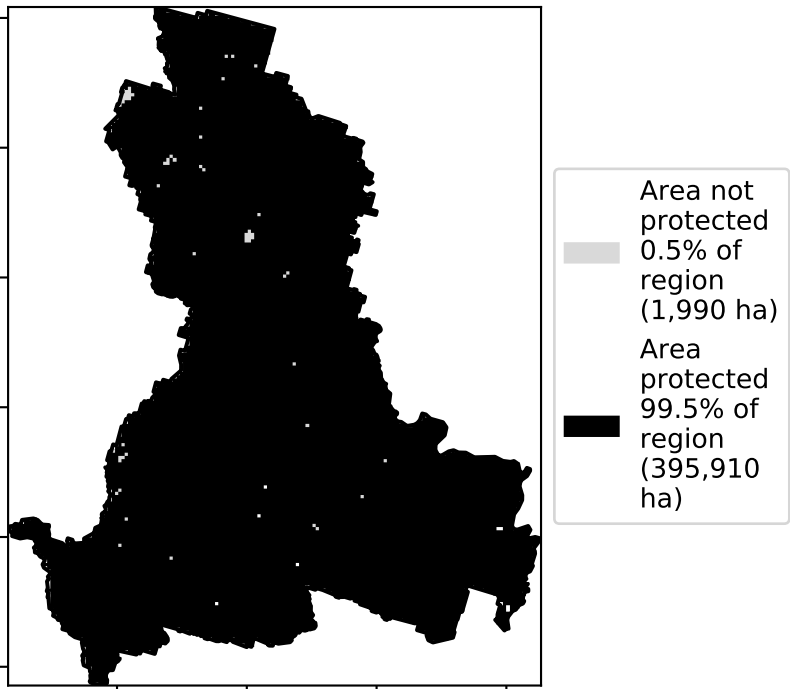 Area not
protected
0.5% of
region
(1,990 ha)
Area
protected
99.5% of
region
(395,910
ha)